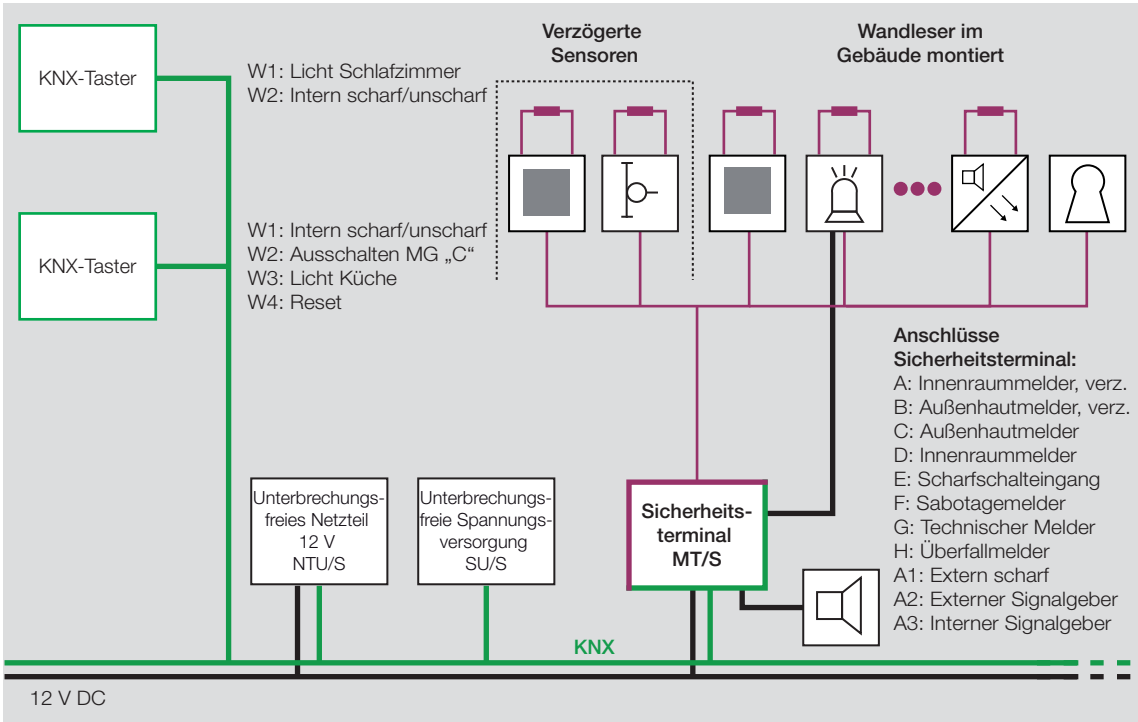 KNX-Taster
W1: Licht Schlafzimmer
W2: Intern scharf/unscharf
KNX-Taster
W1: Intern scharf/unscharf
W2: Ausschalten MG „C“
W3: Licht Küche
W4: Reset
Verzögerte
Sensoren
Wandleser im
Gebäude montiert
Anschlüsse
Sicherheitsterminal:
A: Innenraummelder, verz.
B: Außenhautmelder, verz.
C: Außenhautmelder
D: Innenraummelder
E: Scharfschalteingang
F: Sabotagemelder
G: Technischer Melder
H: Überfallmelder
A1: Extern scharf
A2: Externer Signalgeber
A3: Interner Signalgeber
Unterbrechungs-
freies Netzteil
12 V
NTU/S
Unterbrechungs-
freie Spannungs-
versorgung
SU/S
Sicherheits-
terminal
MT/S
KNX
12 V DC